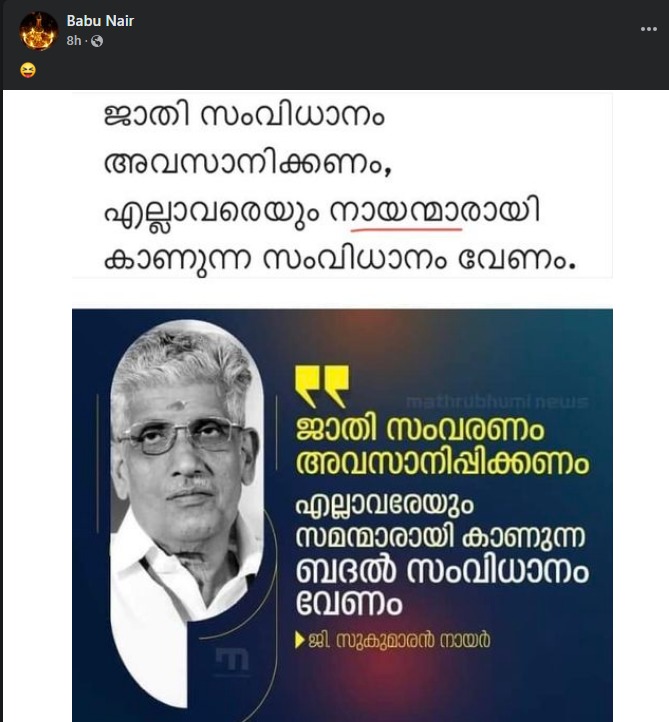 Babu Nair
8h
ജാതി സംവിധാനം
അവസാനിക്കണം,
എല്ലാവരെയും നായന്മാരായി
കാണുന്ന സംവിധാനം വേണം.
mathrubhumi news
ജാതി സംവരണം
അവസാനിപ്പിക്കണം
എല്ലാവരേയും
സമന്മാരായി കാണുന്ന
ബദൽ സംവിധാനം
വേണം
ജി. സുകുമാരൻ നായർ